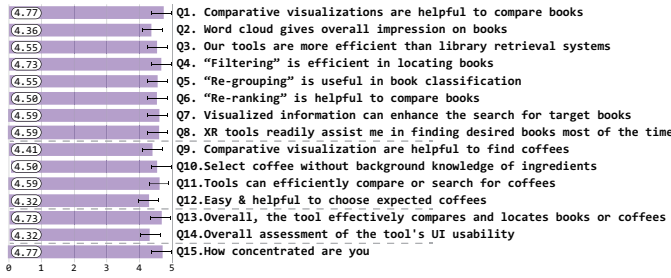 4.77 Q1. Comparative visualizations are helpful to compare books
4.36 Q2. Word cloud gives overall impression on books
4.55 Q3. Our tools are more efficient than library retrieval systems
4.73 Q4. “Filtering” is efficient in locating books
4.55 Q5. “Re-grouping” is useful in book classification
4.50 Q6. “Re-ranking” is helpful to compare books
4.59 Q7. Visualized information can enhance the search for target books
4.59 Q8. XR tools readily assist me in finding desired books most of the time
4.41 Q9. Comparative visualization are helpful to find coffees
4.50 Q10.Select coffee without background knowledge of ingredients
4.59 Q11.Tools can efficiently compare or search for coffees
4.32 Q12.Easy & helpful to choose expected coffees
4.73 Q13.Overall, the tool effectively compares and locates books or coffees
4.32 Q14.Overall assessment of the tool's UI usability
4.77 Q15.How concentrated are you
0 1 2 3 4 5